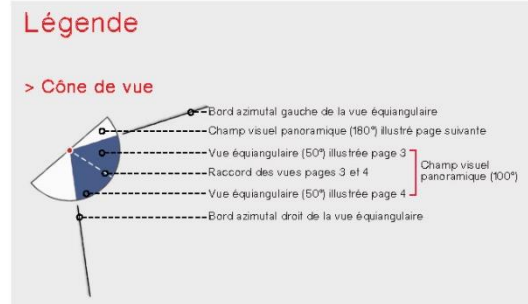 Légende
> Cône de vue
Bord azimutal gauche de la vue équiangulaire
Champ visuel panoramique (180°) illustré page suivante
Vue équiangulaire (50°) illustrée page 3
Raccord des vues pages 3 et 4
Vue équiangulaire (50°) illustrée page 4
Champ visuel
panoramique (100°)
Bord azimutal droit de la vue équiangulaire